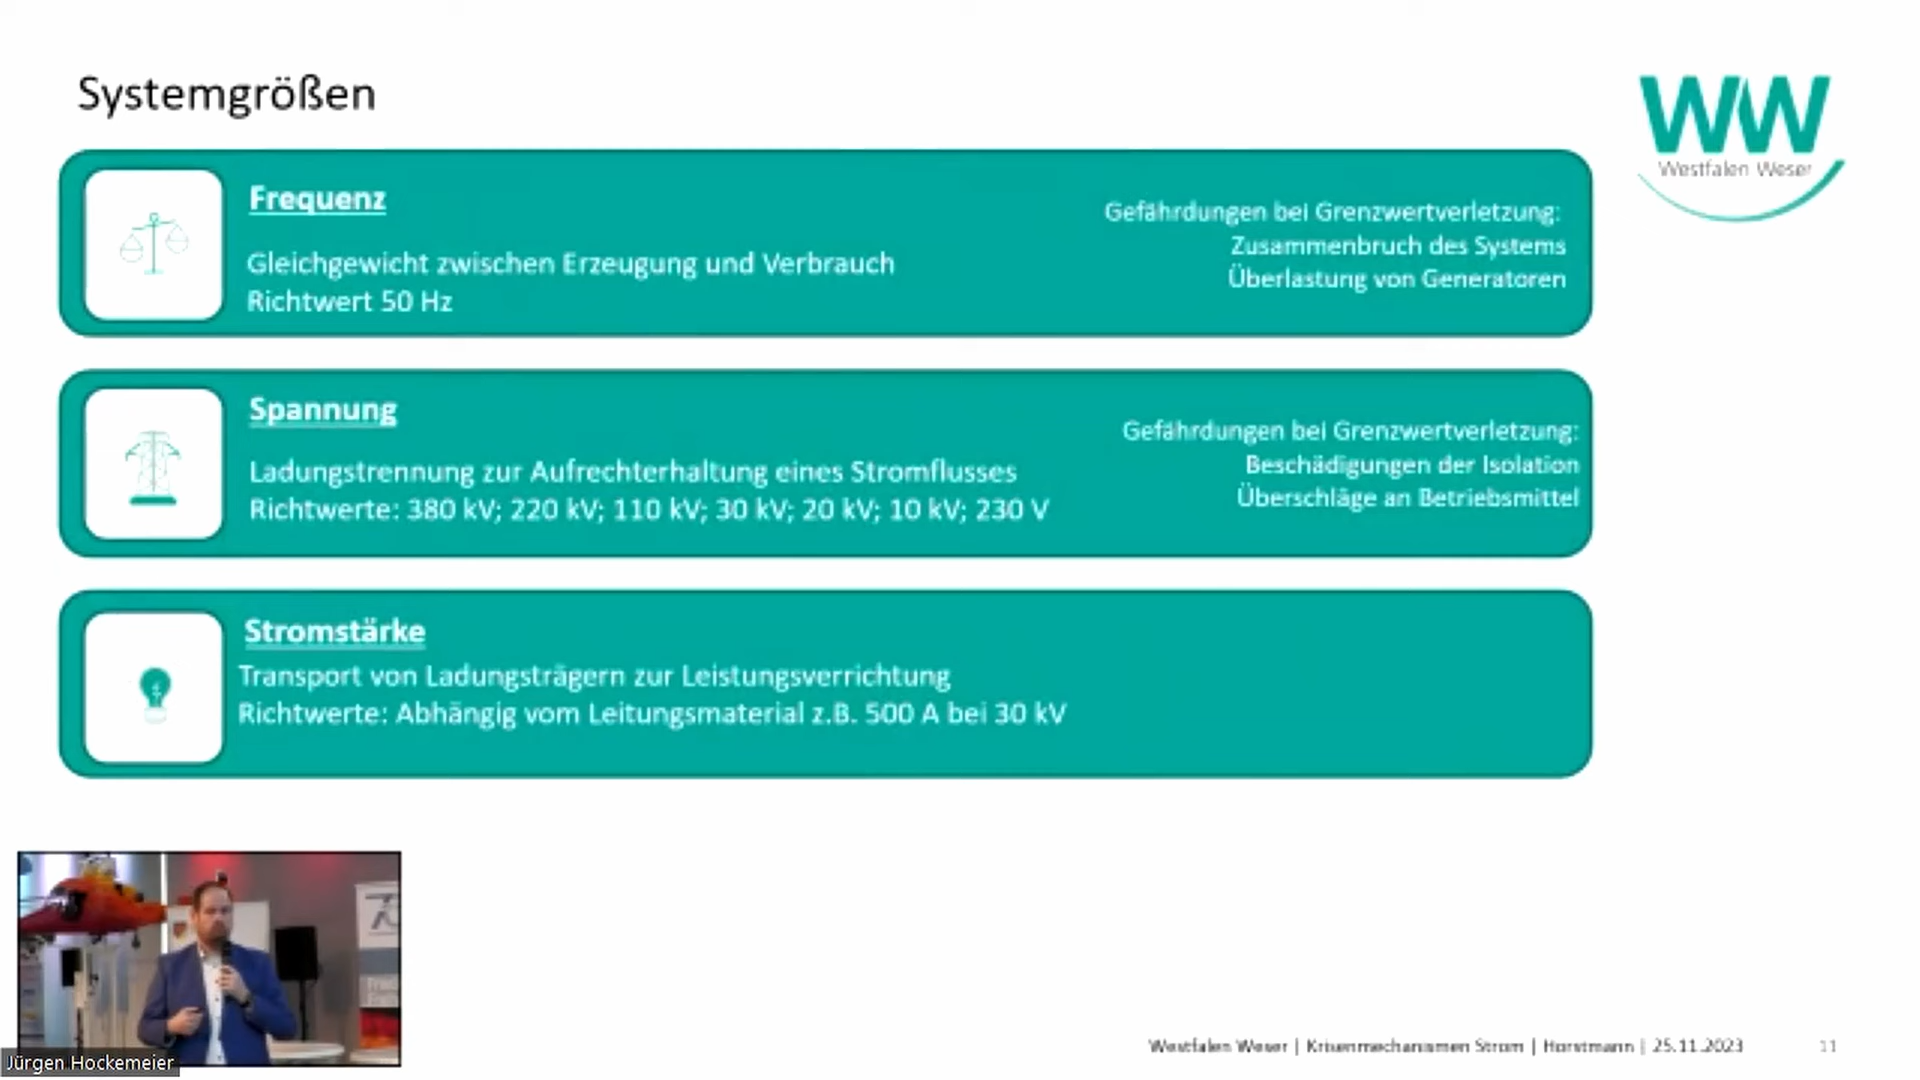 Systemgrößen
WW
Westfalen Weser
Frequenz
Gleichgewicht zwischen Erzeugung und Verbrauch
Richtwert 50 Hz
Gefährdungen bei Grenzwertverletzung:
Zusammenbruch des Systems
Überlastung von Generatoren
Spannung
Ladungstrennung zur Aufrechterhaltung eines Stromflusses
Richtwerte: 380 kV; 220 kV; 110 kV; 30 kV; 20 kV; 10 kV; 230 V
Gefährdungen bei Grenzwertverletzung:
Beschädigungen der Isolation
Überschläge an Betriebsmittel
Stromstärke
Transport von Ladungsträgern zur Leistungsverrichtung
Richtwerte: Abhängig vom Leitungsmaterial z.B. 500 A bei 30 kV
Jürgen Hockemeier
Westfalen Weser | Krisenmechanismen Strom | Horstmann | 25.11.2023
11